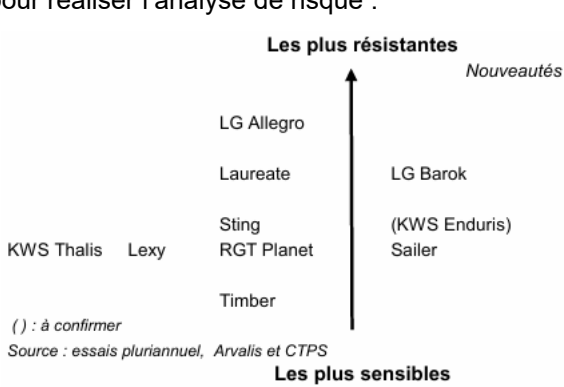 pour réaliser l'analyse de risque :
Les plus résistantes
Nouveautés
LG Allegro
Laureate LG Barok
Sting (KWS Enduris)
KWS Thalis Lexy RGT Planet Sailer
Timber
( ) : à confirmer
Source : essais pluriannuel, Arvalis et CTPS
Les plus sensibles